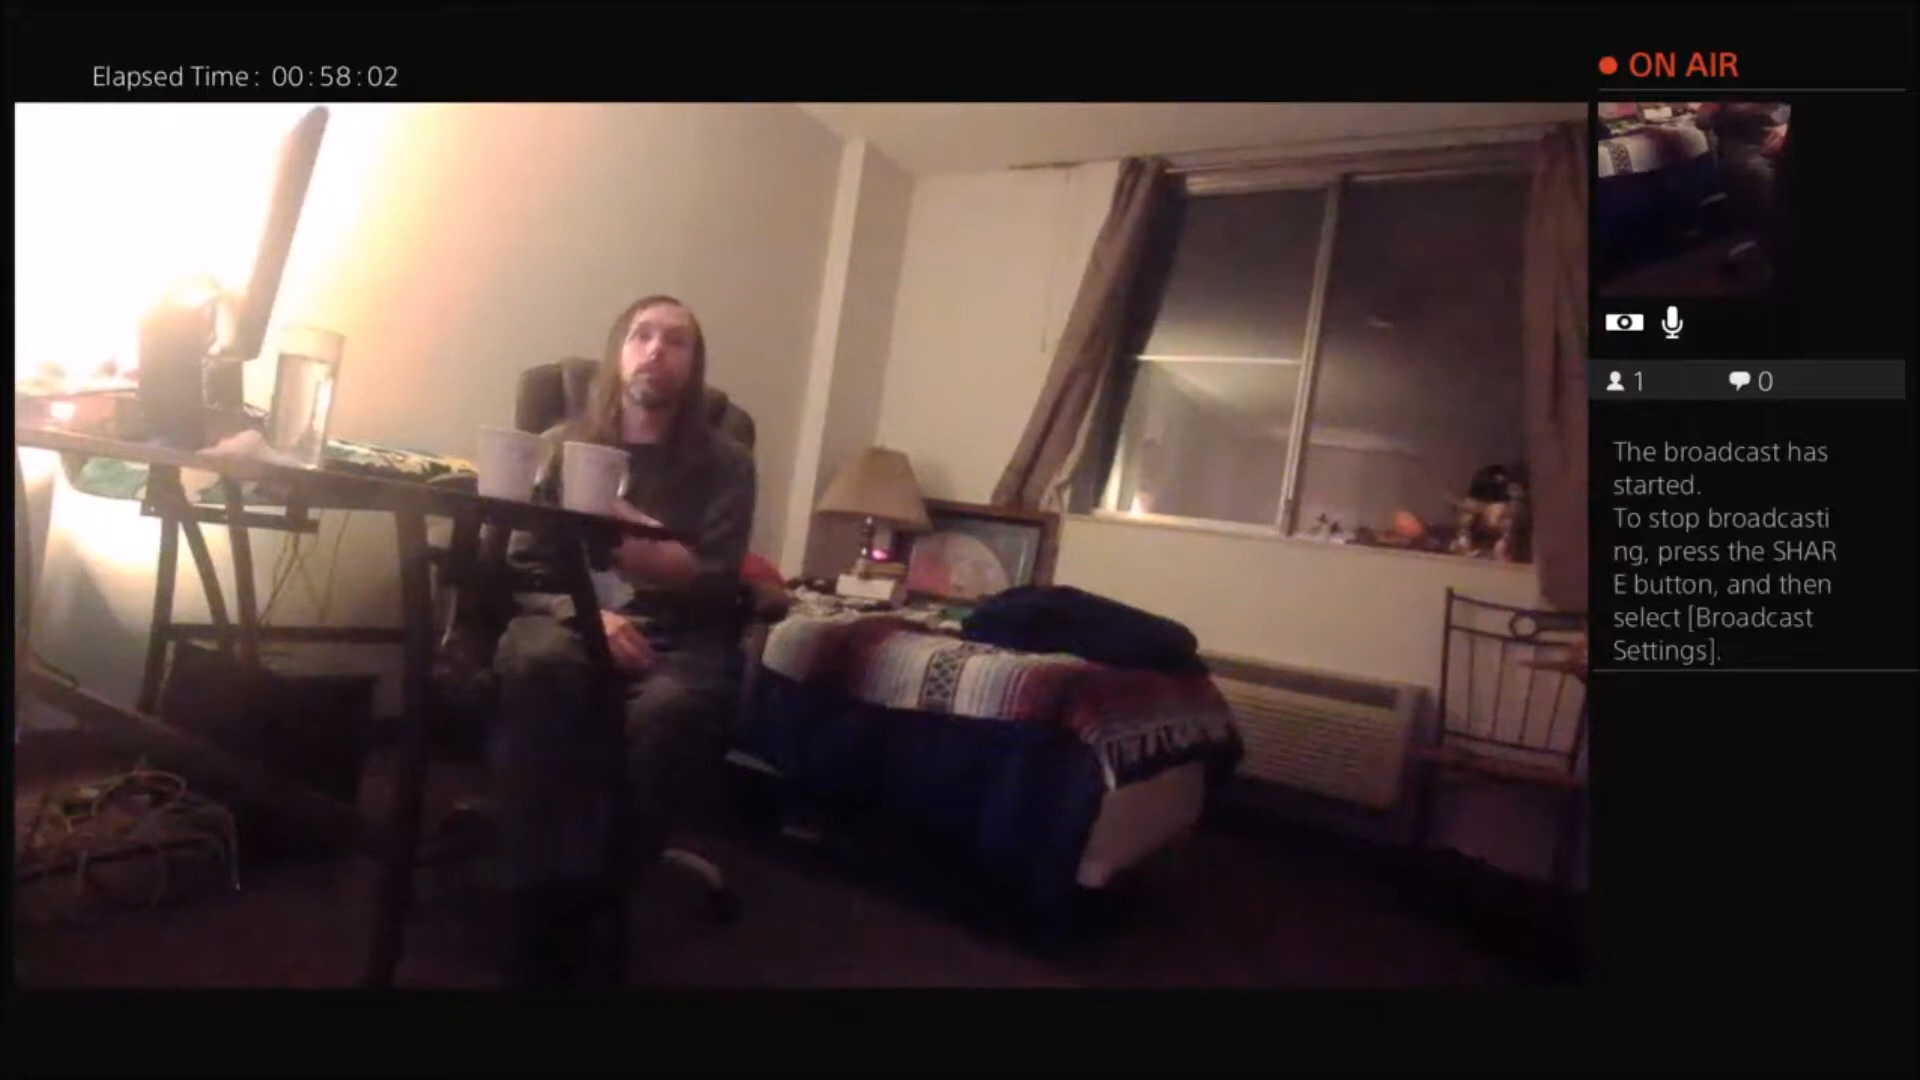 Elapsed Time: 00:58:02
ON AIR
1
0
The broadcast has
started.
To stop broadcasti
ng, press the SHAR
E button, and then
select [Broadcast
Settings].